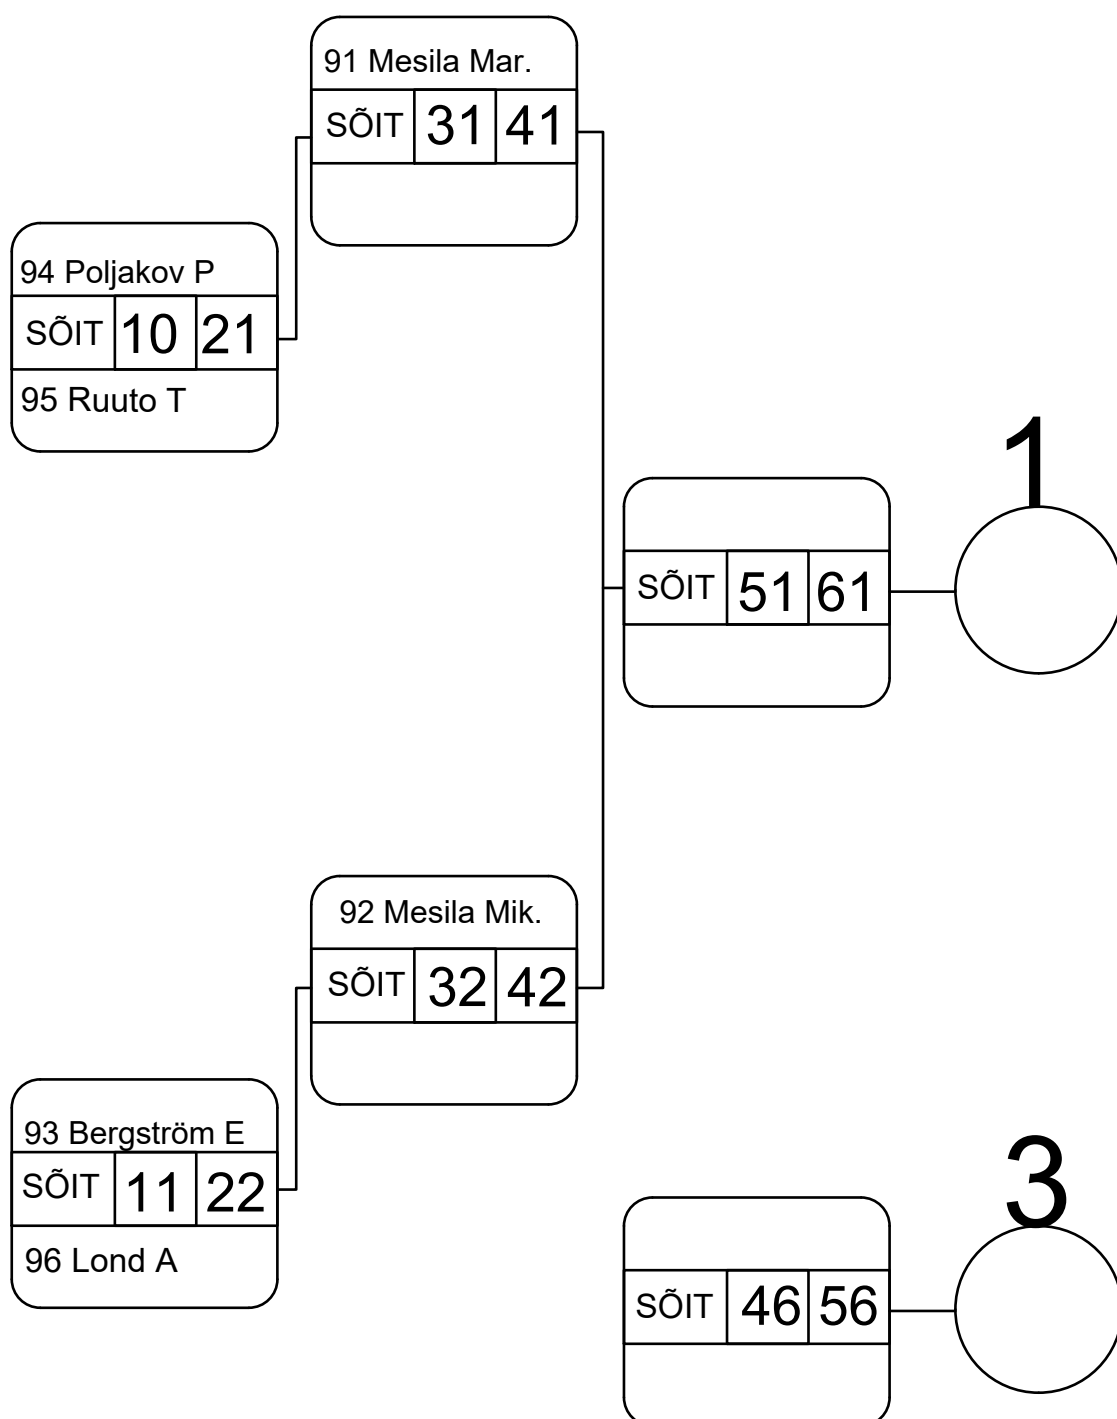 91 Mesila Mar.
SÕIT 31 41
94 Poljakov P
SÕIT 10 21
95 Ruuto T
1
SÕIT 51 61
92 Mesila Mik.
SÕIT 32 42
93 Bergström E
SÕIT 11 22
96 Lond A
3
SÕIT 46 56